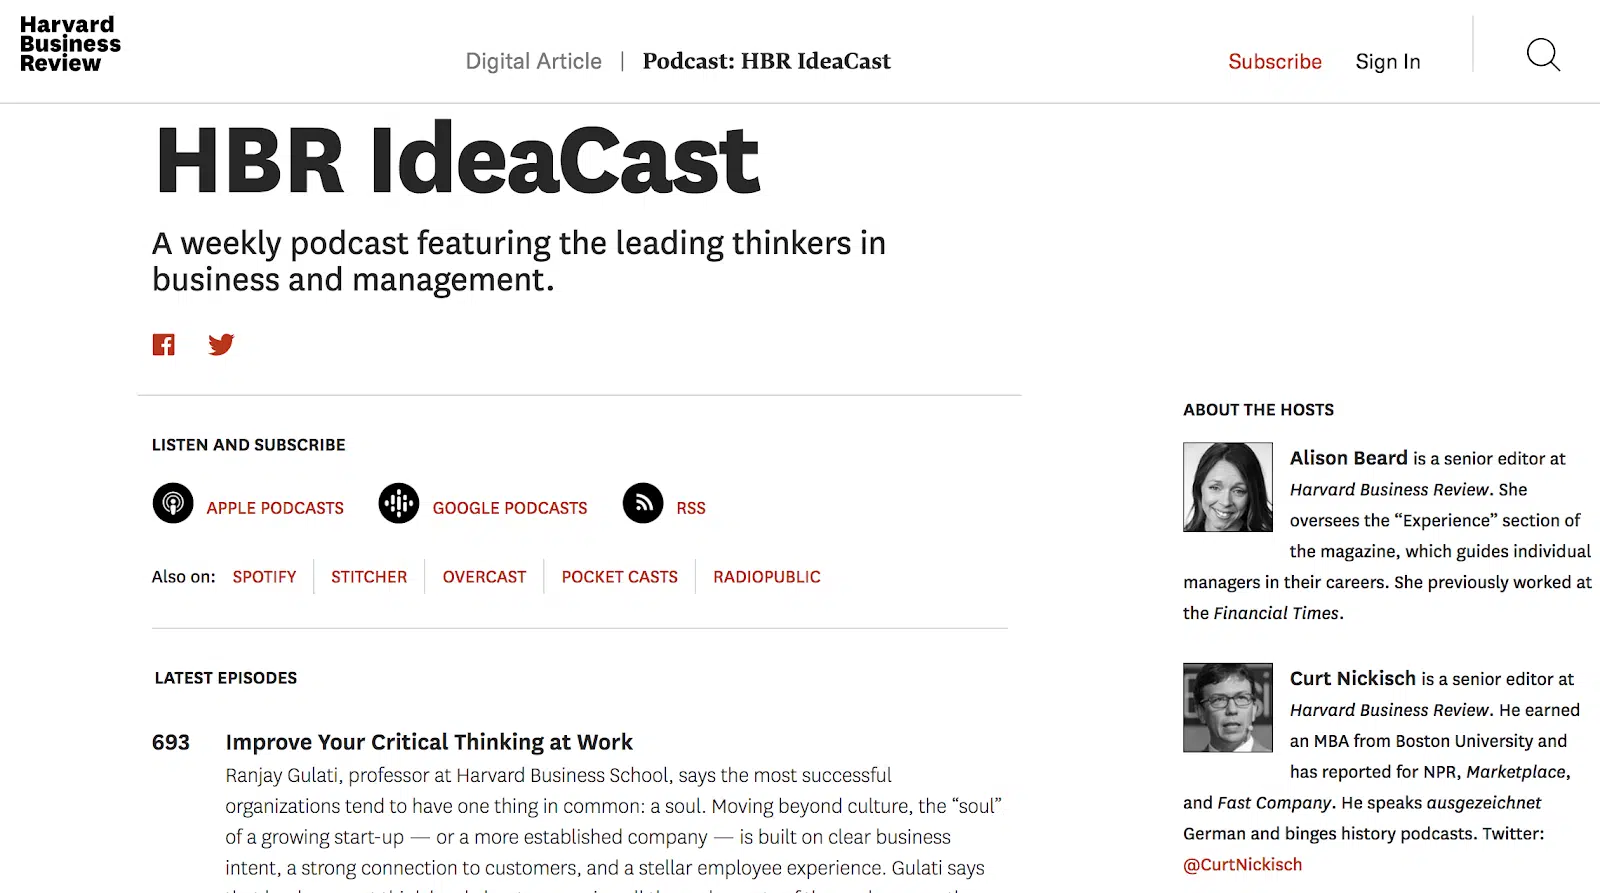 Harvard
Business
Review
Digital Article | Podcast: HBR IdeaCast
Subscribe
Sign In
HBR IdeaCast
A weekly podcast featuring the leading thinkers in
business and management.
LISTEN AND SUBSCRIBE
APPLE PODCASTS
GOOGLE PODCASTS
RSS
Also on: SPOTIFY STITCHER OVERCAST POCKET CASTS RADIOPUBLIC
LATEST EPISODES
693 Improve Your Critical Thinking at Work
Ranjay Gulati, professor at Harvard Business School, says the most successful
organizations tend to have one thing in common: a soul. Moving beyond culture, the “soul”
of a growing start-up — or a more established company — is built on clear business
intent, a strong connection to customers, and a stellar employee experience. Gulati says
ABOUT THE HOSTS
Alison Beard is a senior editor at
Harvard Business Review. She
oversees the “Experience” section of
the magazine, which guides individual
managers in their careers. She previously worked at
the Financial Times.
Curt Nickisch is a senior editor at
Harvard Business Review. He earned
an MBA from Boston University and
has reported for NPR, Marketplace,
and Fast Company. He speaks ausgezeichnet
German and binges history podcasts. Twitter:
@CurtNickisch